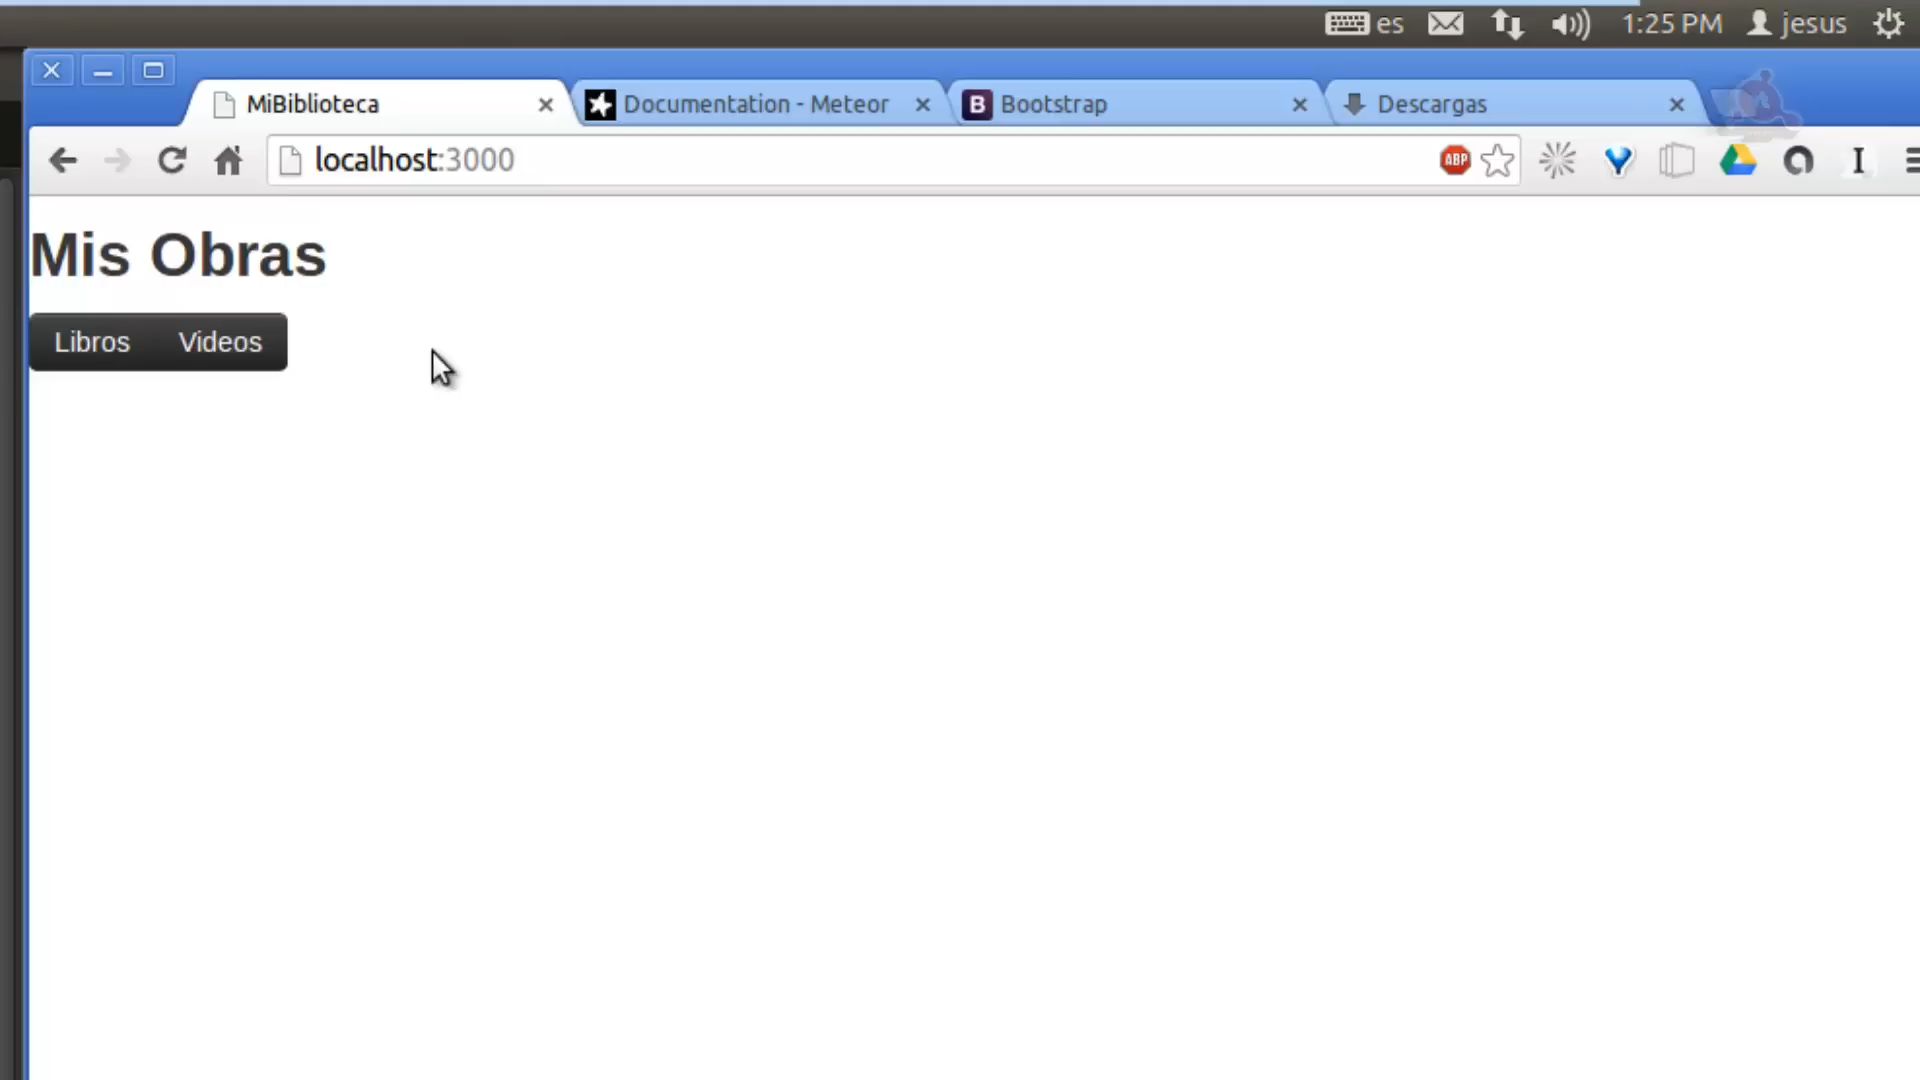 es 1:25 PM jesus
MiBiblioteca Documentation - Meteor B Bootstrap Descargas
localhost:3000 ABP I
Mis Obras
Libros Videos